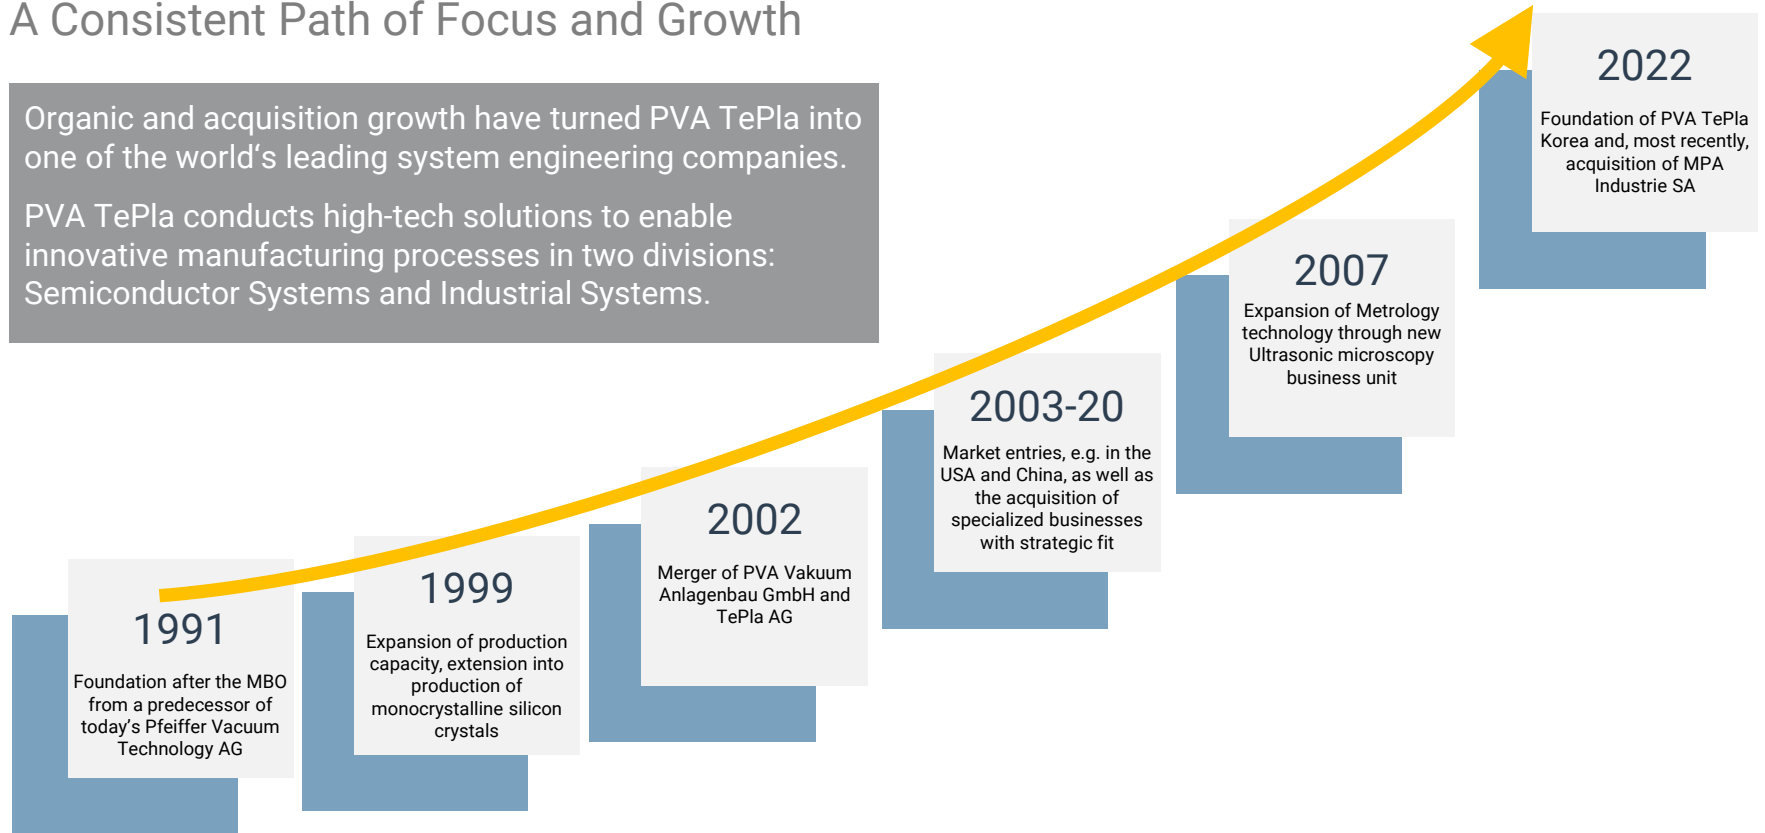 A Consistent Path of Focus and Growth
Organic and acquisition growth have turned PVA TePla into
one of the world‘s leading system engineering companies.
PVA TePla conducts high-tech solutions to enable
innovative manufacturing processes in two divisions:
Semiconductor Systems and Industrial Systems.
1991
Foundation after the MBO
from a predecessor of
today’s Pfeiffer Vacuum
Technology AG
1999
Expansion of production
capacity, extension into
production of
monocrystalline silicon
crystals
2002
Merger of PVA Vakuum
Anlagenbau GmbH and
TePla AG
2003-20
Market entries, e.g. in the
USA and China, as well as
the acquisition of
specialized businesses
with strategic fit
2007
Expansion of Metrology
technology through new
Ultrasonic microscopy
business unit
2022
Foundation of PVA TePla
Korea and, most recently,
acquisition of MPA
Industrie SA